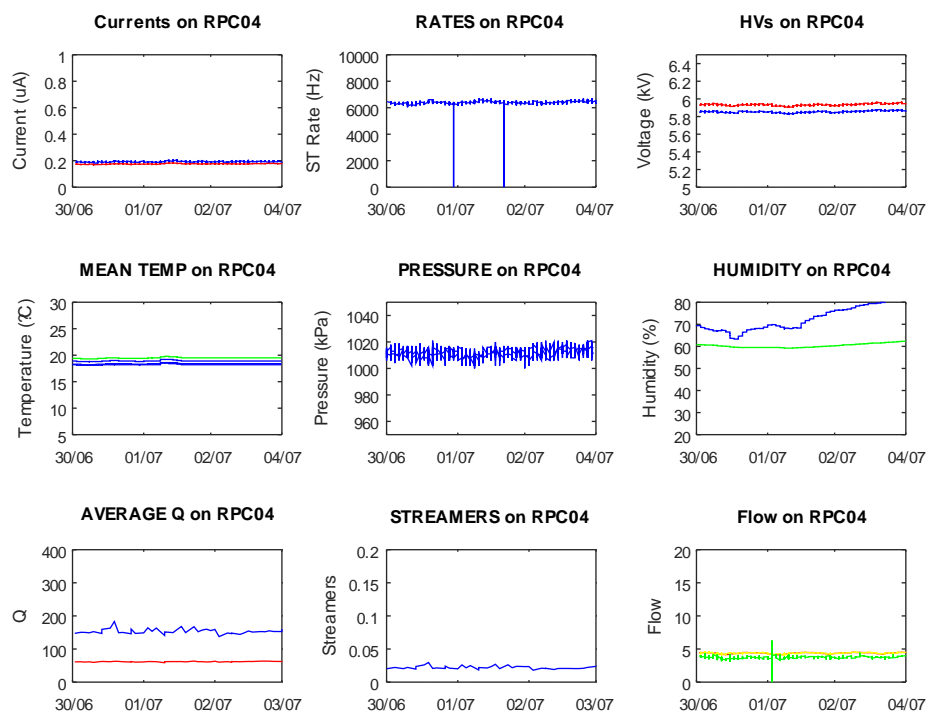 Currents on RPC04
1
0.8
0.6
0.4
0.2
0
Current (uA)
30/06 01/07 02/07 04/07
RATES on RPC04
10000
8000
6000
4000
2000
0
ST Rate (Hz)
30/06 01/07 02/07 04/07
HVs on RPC04
6.4
6.2
6
5.8
5.6
5.4
5.2
5
Voltage (kV)
30/06 01/07 02/07 04/07
MEAN TEMP on RPC04
30
25
20
15
10
5
Temperature (?C)
30/06 01/07 02/07 04/07
PRESSURE on RPC04
1040
1020
1000
980
960
Pressure (kPa)
30/06 01/07 02/07 04/07
HUMIDITY on RPC04
80
70
60
50
40
30
20
Humidity (%)
30/06 01/07 02/07 04/07
AVERAGE Q on RPC04
400
300
200
100
0
Q
30/06 01/07 02/07 03/07
STREAMERS on RPC04
0.2
0.15
0.1
0.05
0
Streamers
30/06 01/07 02/07 03/07
Flow on RPC04
20
15
10
5
0
Flow
30/06 01/07 02/07 04/07